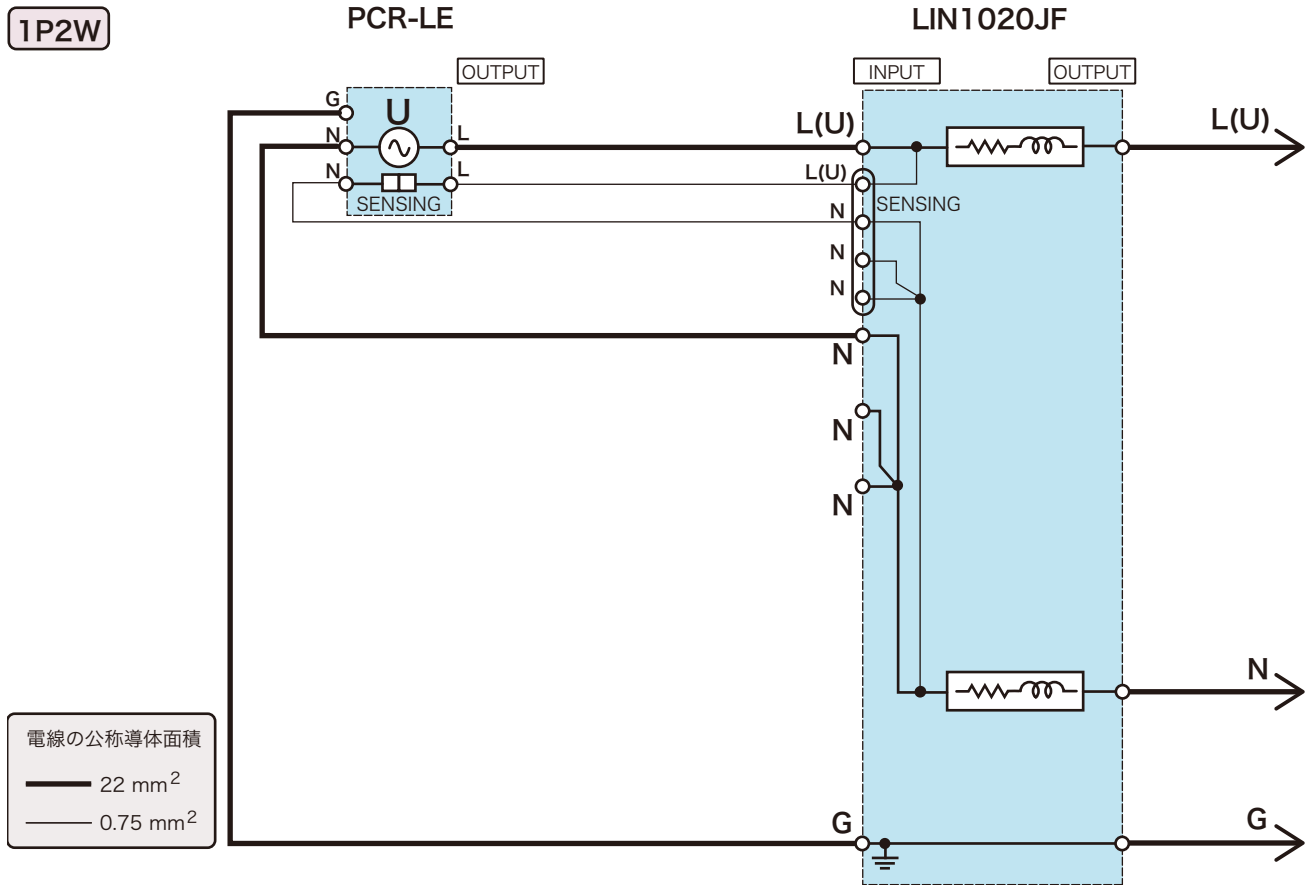 1P2W
PCR-LE
LIN1020JF
OUTPUT
INPUT
OUTPUT
G
U
N
L
L(U)
L(U)
N
L
L(U)
SENSING
SENSING
N
N
N
N
N
N
N
電線の公称導体面積
22 mm²
0.75 mm²
G
G